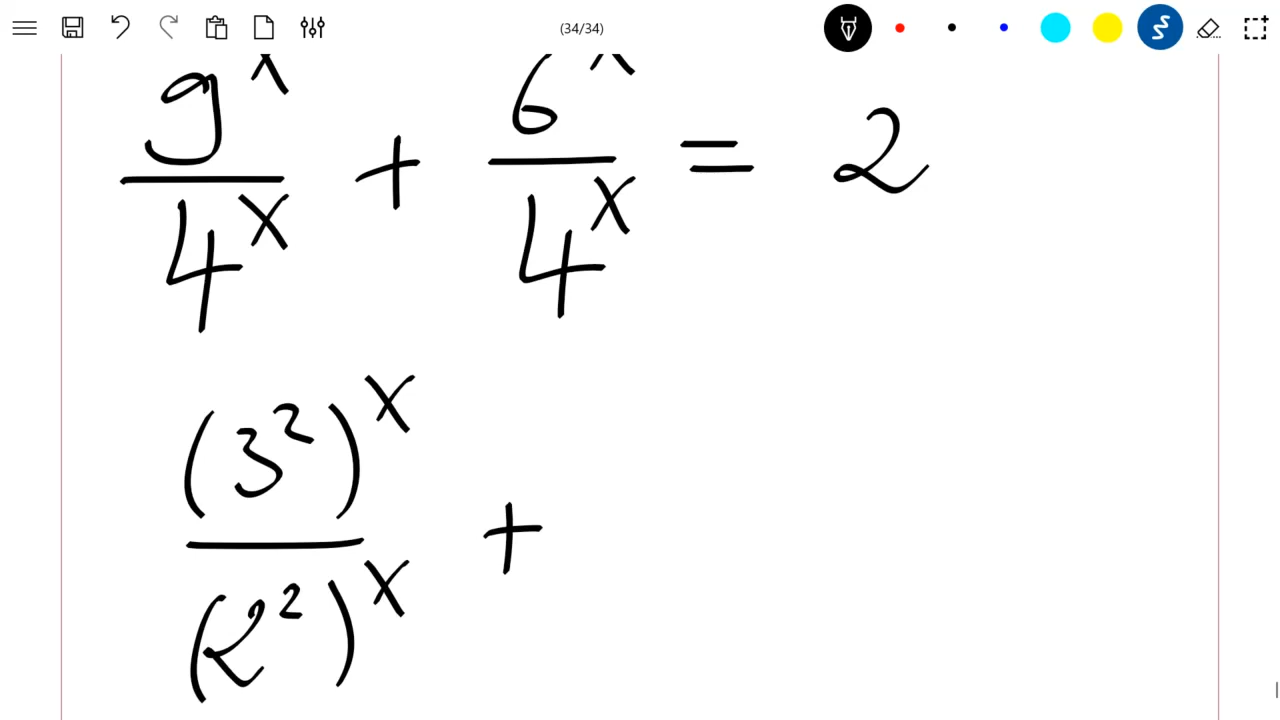 (34/34)
9^x/4^x + 6^x/4^x = 2
(3^2)^x/(2^2)^x +